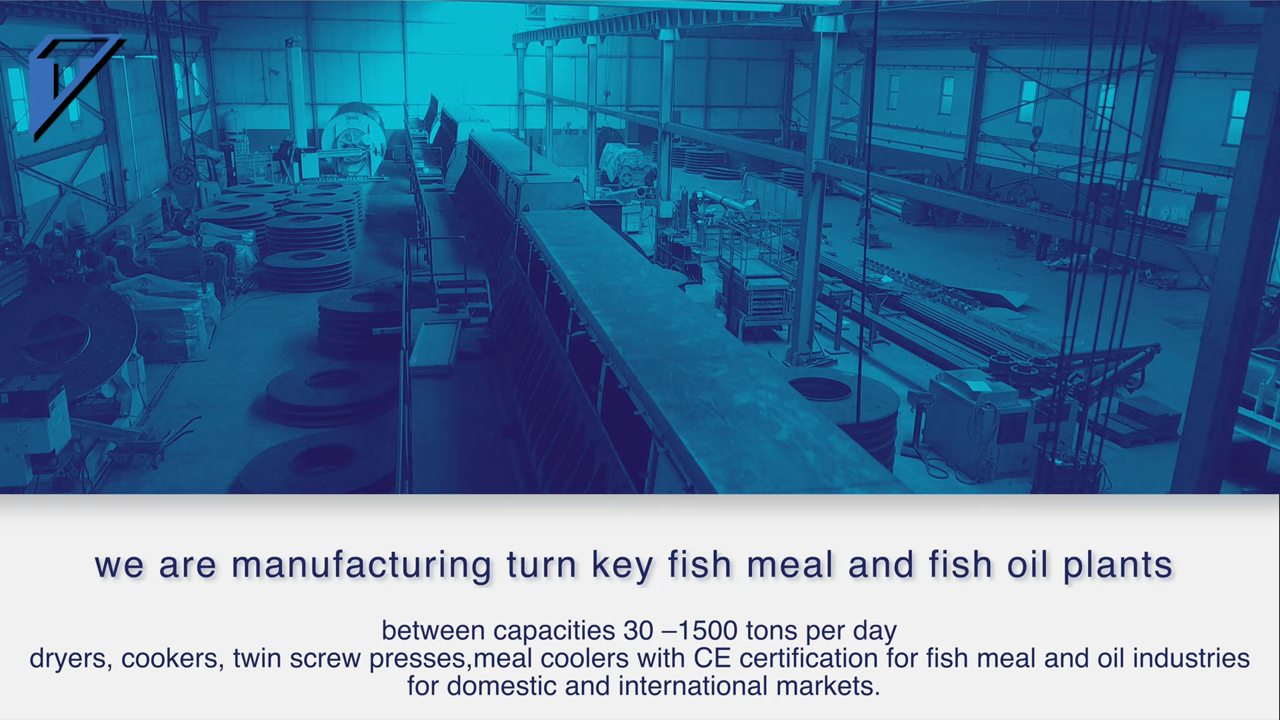 we are manufacturing turn key fish meal and fish oil plants
between capacities 30 –1500 tons per day
dryers, cookers, twin screw presses,meal coolers with CE certification for fish meal and oil industries
for domestic and international markets.